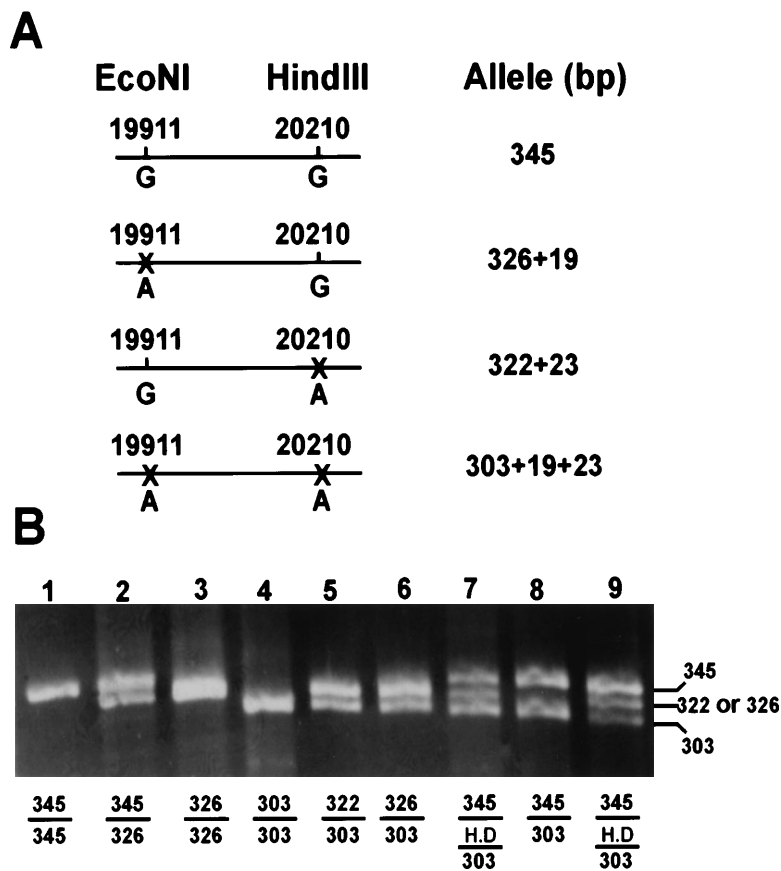 A
EcoNI HindIII Allele (bp)
19911 20210
G G 345
19911 20210
X
A G 326+19
19911 20210
X
G A 322+23
19911 20210
X X
A A 303+19+23
B
1 2 3 4 5 6 7 8 9
345
322 or 326
303
345 345 326 303 322 326 345 345 345
345 326 326 303 303 303 H.D 303 H.D
303 303